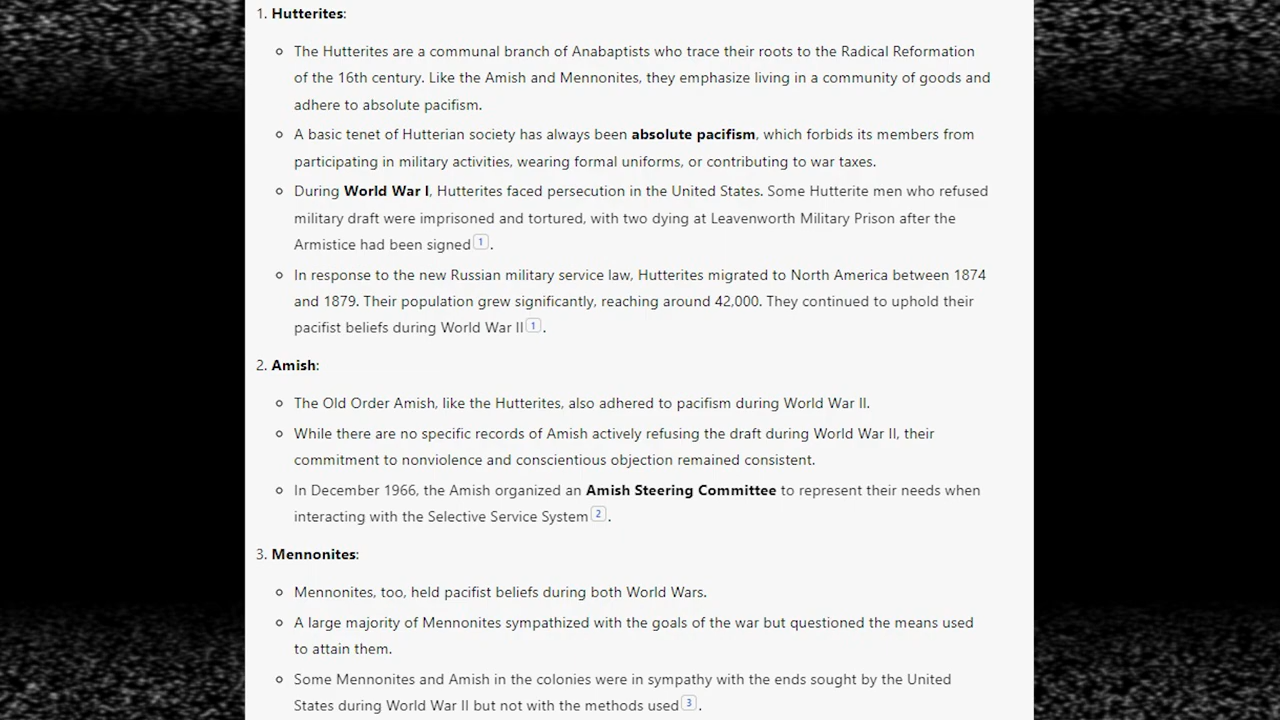 1. Hutterites:
The Hutterites are a communal branch of Anabaptists who trace their roots to the Radical Reformation
of the 16th century. Like the Amish and Mennonites, they emphasize living in a community of goods and
adhere to absolute pacifism.
A basic tenet of Hutterian society has always been absolute pacifism, which forbids its members from
participating in military activities, wearing formal uniforms, or contributing to war taxes.
During World War I, Hutterites faced persecution in the United States. Some Hutterite men who refused
military draft were imprisoned and tortured, with two dying at Leavenworth Military Prison after the
Armistice had been signed 1.
In response to the new Russian military service law, Hutterites migrated to North America between 1874
and 1879. Their population grew significantly, reaching around 42,000. They continued to uphold their
pacifist beliefs during World War II 1.
2. Amish:
The Old Order Amish, like the Hutterites, also adhered to pacifism during World War II.
While there are no specific records of Amish actively refusing the draft during World War II, their
commitment to nonviolence and conscientious objection remained consistent.
In December 1966, the Amish organized an Amish Steering Committee to represent their needs when
interacting with the Selective Service System 2.
3. Mennonites:
Mennonites, too, held pacifist beliefs during both World Wars.
A large majority of Mennonites sympathized with the goals of the war but questioned the means used
to attain them.
Some Mennonites and Amish in the colonies were in sympathy with the ends sought by the United
States during World War II but not with the methods used 3.